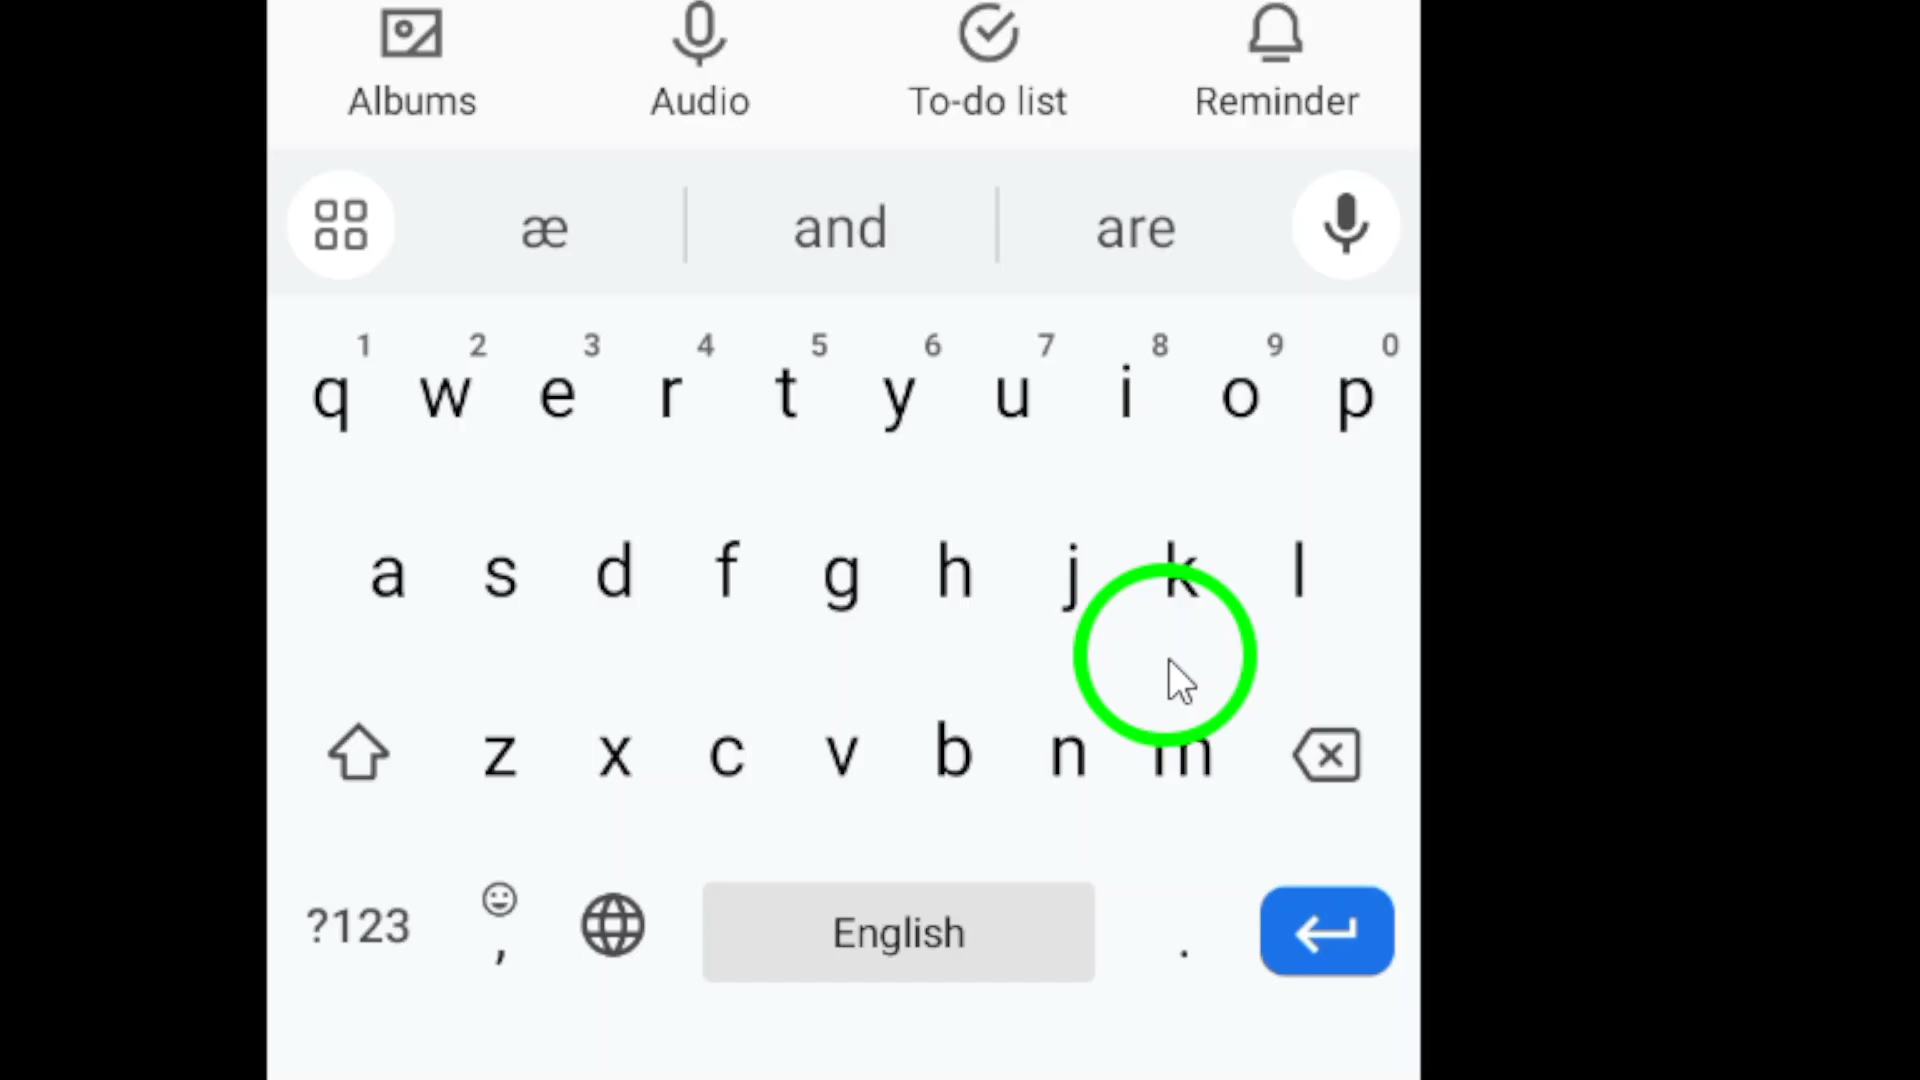 Albums Audio To-do list Reminder
æ and are
1 2 3 4 5 6 7 8 9 0
q w e r t y u i o p
a s d f g h j k l
z x c v b n m
?123 , English .